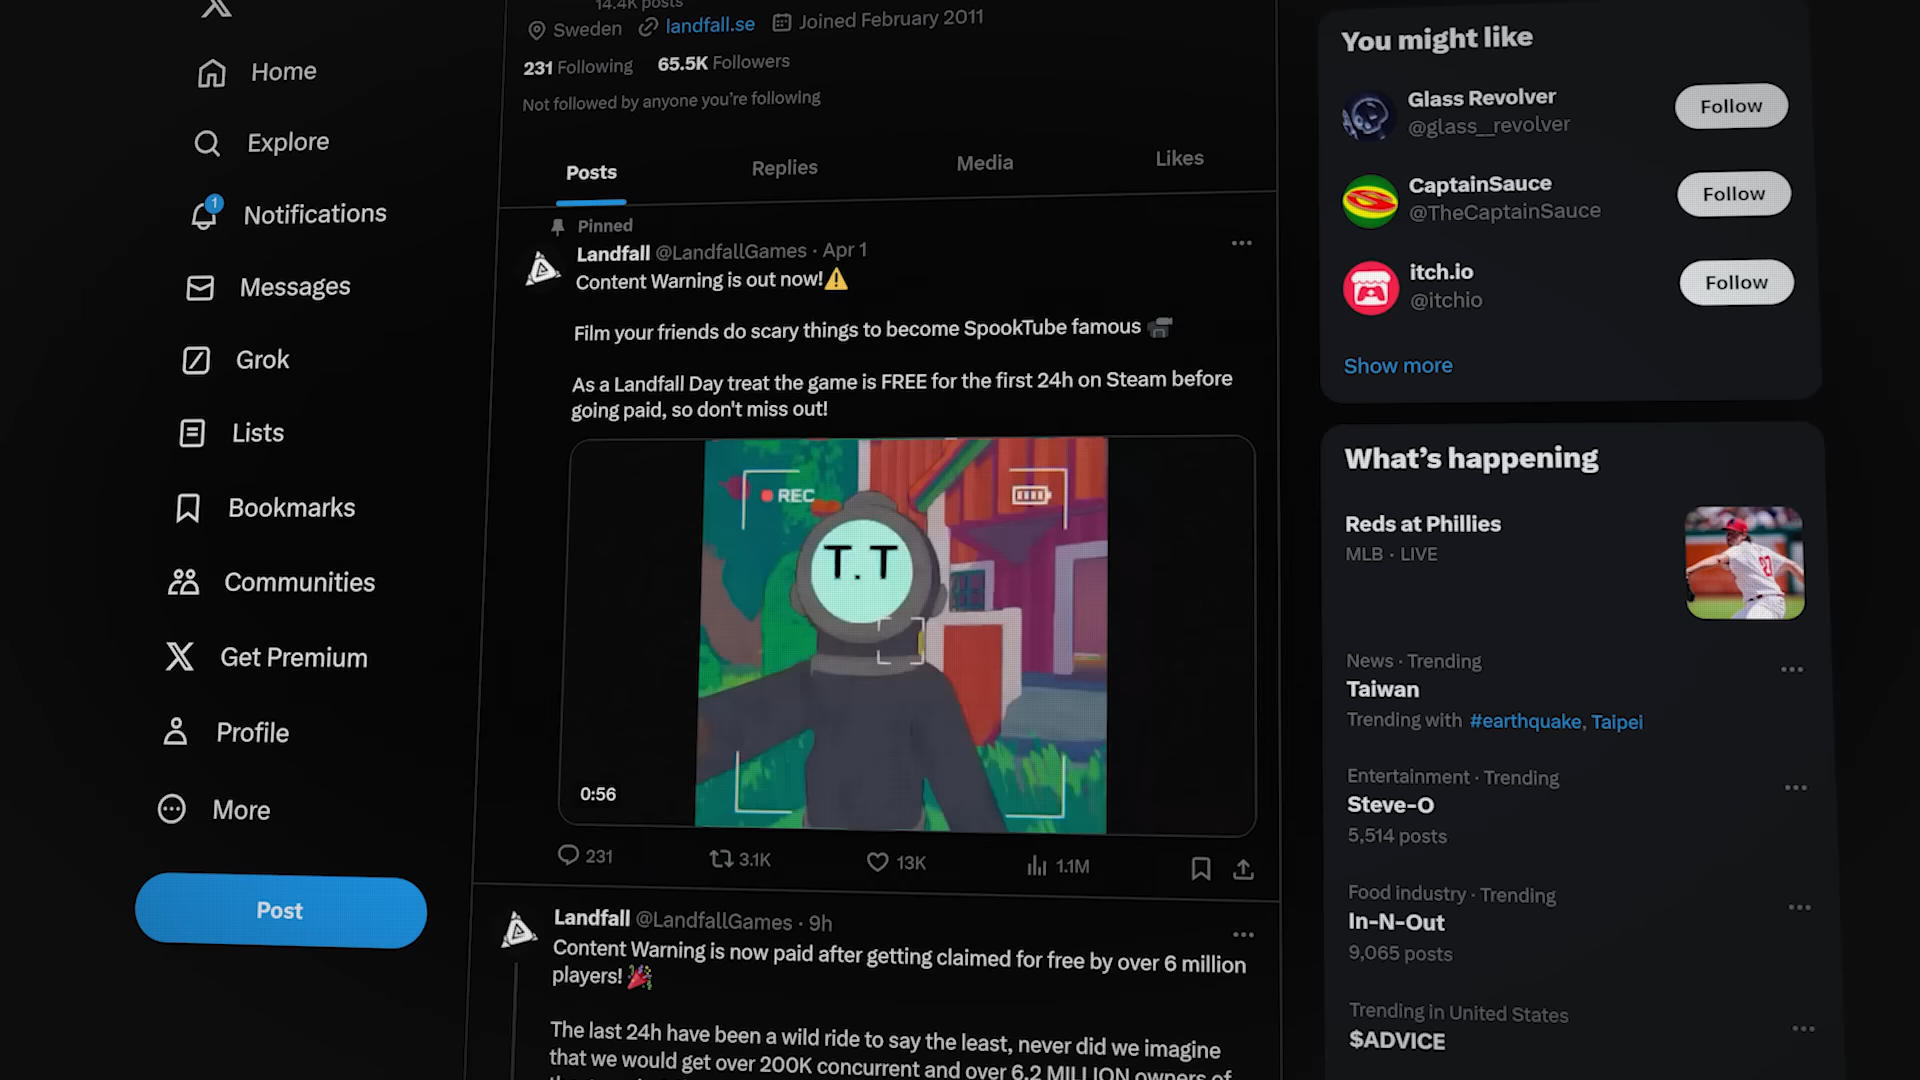 14.4K posts
Sweden landfall.se Joined February 2011
231 Following 65.5K Followers
Not followed by anyone you're following
Home
Explore
1
Notifications
Messages
Grok
Lists
Bookmarks
Communities
Get Premium
Profile
More
Post
Posts Replies Media Likes
Pinned
Landfall @LandfallGames · Apr 1
Content Warning is out now!⚠️
Film your friends do scary things to become SpookTube famous
As a Landfall Day treat the game is FREE for the first 24h on Steam before
going paid, so don't miss out!
REC
T.T
0:56
231 3.1K 13K 1.1M
Landfall @LandfallGames · 9h
Content Warning is now paid after getting claimed for free by over 6 million
players! 🎉
The last 24h have been a wild ride to say the least, never did we imagine
that we would get over 200K concurrent and over 6.2 MILLION owners of
You might like
Glass Revolver
@glass__revolver
Follow
CaptainSauce
@TheCaptainSauce
Follow
itch.io
@itchio
Follow
Show more
What's happening
Reds at Phillies
MLB · LIVE
27
News · Trending
Taiwan
Trending with #earthquake, Taipei
Entertainment · Trending
Steve-O
5,514 posts
Food industry · Trending
In-N-Out
9,065 posts
Trending in United States
$ADVICE